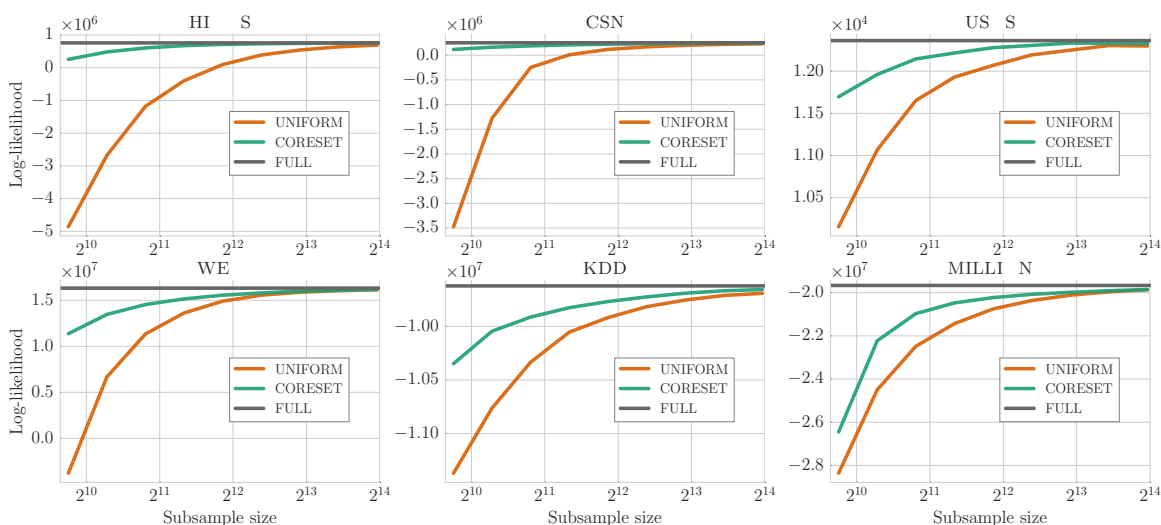 HI S CSN US S
×10⁶ ×10⁶ ×10⁴
1
0
−1
−2
−3
−4
−5
Log-likelihood
UNIFORM
CORESET
FULL
2¹⁰ 2¹¹ 2¹² 2¹³ 2¹⁴
0.0
−0.5
−1.0
−1.5
−2.0
−2.5
−3.0
−3.5
UNIFORM
CORESET
FULL
2¹⁰ 2¹¹ 2¹² 2¹³ 2¹⁴
1.20
1.15
1.10
1.05
UNIFORM
CORESET
FULL
2¹⁰ 2¹¹ 2¹² 2¹³ 2¹⁴
WE KDD MILLI N
×10⁷ ×10⁷ ×10⁷
1.5
1.0
0.5
0.0
Log-likelihood
UNIFORM
CORESET
FULL
2¹⁰ 2¹¹ 2¹² 2¹³ 2¹⁴
Subsample size
−1.00
−1.05
−1.10
UNIFORM
CORESET
FULL
2¹⁰ 2¹¹ 2¹² 2¹³ 2¹⁴
Subsample size
−2.0
−2.2
−2.4
−2.6
−2.8
UNIFORM
CORESET
FULL
2¹⁰ 2¹¹ 2¹² 2¹³ 2¹⁴
Subsample size